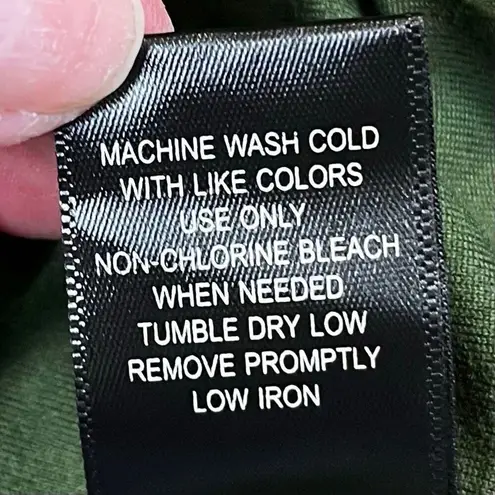 MACHINE WASH COLD
WITH LIKE COLORS
USE ONLY
NON-CHLORINE BLEACH
WHEN NEEDED
TUMBLE DRY LOW
REMOVE PROMPTLY
LOW IRON